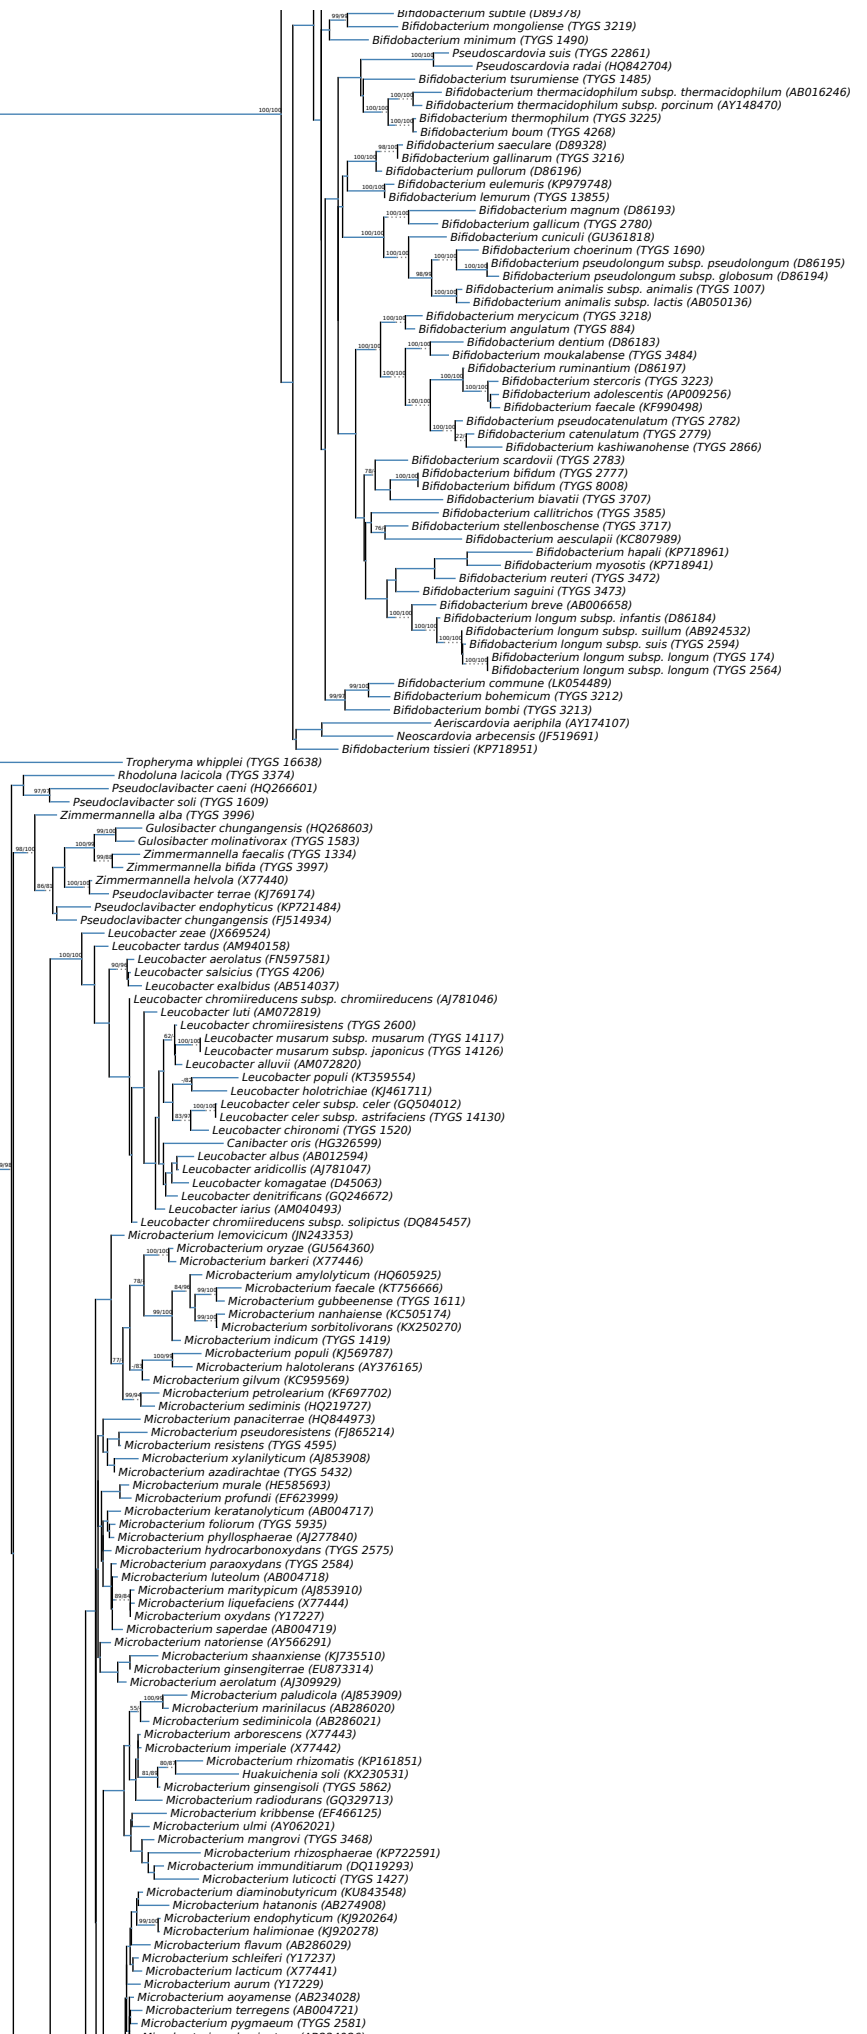 Bifidobacterium subtile (D89378)
Bifidobacterium mongoliense (TYGS 3219)
Bifidobacterium minimum (TYGS 1490)
Pseudoscardovia suis (TYGS 22861)
Pseudoscardovia radai (HQ842704)
Bifidobacterium tsurumiense (TYGS 1485)
Bifidobacterium thermacidophilum subsp. thermacidophilum (AB016246)
Bifidobacterium thermacidophilum subsp. porcinum (AY148470)
Bifidobacterium thermophilum (TYGS 3225)
Bifidobacterium boum (TYGS 4268)
Bifidobacterium saeculare (D89328)
Bifidobacterium gallinarum (TYGS 3216)
Bifidobacterium pullorum (D86196)
Bifidobacterium eulemuris (KP979748)
Bifidobacterium lemurum (TYGS 13855)
Bifidobacterium magnum (D86193)
Bifidobacterium gallicum (TYGS 2780)
Bifidobacterium cuniculi (GU361818)
Bifidobacterium choerinum (TYGS 1690)
Bifidobacterium pseudolongum subsp. pseudolongum (D86195)
Bifidobacterium pseudolongum subsp. globosum (D86194)
Bifidobacterium animalis subsp. animalis (TYGS 1007)
Bifidobacterium animalis subsp. lactis (AB050136)
Bifidobacterium merycicum (TYGS 3218)
Bifidobacterium angulatum (TYGS 884)
Bifidobacterium dentium (D86183)
Bifidobacterium moukalabense (TYGS 3484)
Bifidobacterium ruminantium (D86197)
Bifidobacterium stercoris (TYGS 3223)
Bifidobacterium adolescentis (AP009256)
Bifidobacterium faecale (KF990498)
Bifidobacterium pseudocatenulatum (TYGS 2782)
Bifidobacterium catenulatum (TYGS 2779)
Bifidobacterium kashiwanohense (TYGS 2866)
Bifidobacterium scardovii (TYGS 2783)
Bifidobacterium bifidum (TYGS 2777)
Bifidobacterium bifidum (TYGS 8008)
Bifidobacterium biavatii (TYGS 3707)
Bifidobacterium callitrichos (TYGS 3585)
Bifidobacterium stellenboschense (TYGS 3717)
Bifidobacterium aesculapii (KC807989)
Bifidobacterium hapali (KP718961)
Bifidobacterium myosotis (KP718941)
Bifidobacterium reuteri (TYGS 3472)
Bifidobacterium saguini (TYGS 3473)
Bifidobacterium breve (AB006658)
Bifidobacterium longum subsp. infantis (D86184)
Bifidobacterium longum subsp. suillum (AB924532)
Bifidobacterium longum subsp. suis (TYGS 2594)
Bifidobacterium longum subsp. longum (TYGS 174)
Bifidobacterium longum subsp. longum (TYGS 2564)
Bifidobacterium commune (LK054489)
Bifidobacterium bohemicum (TYGS 3212)
Bifidobacterium bombi (TYGS 3213)
Aeriscardovia aeriphila (AY174107)
Neoscardovia arbecensis (JF519691)
Bifidobacterium tissieri (KP718951)
Tropheryma whipplei (TYGS 16638)
Rhodoluna lacicola (TYGS 3374)
Pseudoclavibacter caeni (HQ266601)
Pseudoclavibacter soli (TYGS 1609)
Zimmermannella alba (TYGS 3996)
Gulosibacter chungangensis (HQ268603)
Gulosibacter molinativorax (TYGS 1583)
Zimmermannella faecalis (TYGS 1334)
Zimmermannella bifida (TYGS 3997)
Zimmermannella helvola (X77440)
Pseudoclavibacter terrae (KJ769174)
Pseudoclavibacter endophyticus (KP721484)
Pseudoclavibacter chungangensis (FJ514934)
Leucobacter zeae (JX669524)
Leucobacter tardus (AM940158)
Leucobacter aerolatus (FN597581)
Leucobacter salsicius (TYGS 4206)
Leucobacter exalbidus (AB514037)
Leucobacter chromiireducens subsp. chromiireducens (AJ781046)
Leucobacter luti (AM072819)
Leucobacter chromiiresistens (TYGS 2600)
Leucobacter musarum subsp. musarum (TYGS 14117)
Leucobacter musarum subsp. japonicus (TYGS 14126)
Leucobacter alluvii (AM072820)
Leucobacter populi (KT359554)
Leucobacter holotrichiae (KJ461711)
Leucobacter celer subsp. celer (GQ504012)
Leucobacter celer subsp. astrifaciens (TYGS 14130)
Leucobacter chironomi (TYGS 1520)
Canibacter oris (HG326599)
Leucobacter albus (AB012594)
Leucobacter aridicollis (AJ781047)
Leucobacter komagatae (D45063)
Leucobacter denitrificans (GQ246672)
Leucobacter iarius (AM040493)
Leucobacter chromiireducens subsp. solipictus (DQ845457)
Microbacterium lemovicicum (JN243353)
Microbacterium oryzae (GU564360)
Microbacterium barkeri (X77446)
Microbacterium amylolyticum (HQ605925)
Microbacterium faecale (KT756666)
Microbacterium gubbeenense (TYGS 1611)
Microbacterium nanhaiense (KC505174)
Microbacterium sorbitolivorans (KX250270)
Microbacterium indicum (TYGS 1419)
Microbacterium populi (KJ569787)
Microbacterium halotolerans (AY376165)
Microbacterium gilvum (KC959569)
Microbacterium petrolearium (KF697702)
Microbacterium sediminis (HQ219727)
Microbacterium panaciterrae (HQ844973)
Microbacterium pseudoresistens (FJ865214)
Microbacterium resistens (TYGS 4595)
Microbacterium xylanilyticum (AJ853908)
Microbacterium azadirachtae (TYGS 5432)
Microbacterium murale (HE585693)
Microbacterium profundi (EF623999)
Microbacterium keratanolyticum (AB004717)
Microbacterium foliorum (TYGS 5935)
Microbacterium phyllosphaerae (AJ277840)
Microbacterium hydrocarbonoxydans (TYGS 2575)
Microbacterium paraoxydans (TYGS 2584)
Microbacterium luteolum (AB004718)
Microbacterium maritypicum (AJ853910)
Microbacterium liquefaciens (X77444)
Microbacterium oxydans (Y17227)
Microbacterium saperdae (AB004719)
Microbacterium natoriense (AY566291)
Microbacterium shaanxiense (KJ735510)
Microbacterium ginsengiterrae (EU873314)
Microbacterium aerolatum (AJ309929)
Microbacterium paludicola (AJ853909)
Microbacterium marinilacus (AB286020)
Microbacterium sediminicola (AB286021)
Microbacterium arborescens (X77443)
Microbacterium imperiale (X77442)
Microbacterium rhizomatis (KP161851)
Huakuichenia soli (KX230531)
Microbacterium ginsengisoli (TYGS 5862)
Microbacterium radiodurans (GQ329713)
Microbacterium kribbense (EF466125)
Microbacterium ulmi (AY062021)
Microbacterium mangrovi (TYGS 3468)
Microbacterium rhizosphaerae (KP722591)
Microbacterium immunditiarum (DQ119293)
Microbacterium luticocti (TYGS 1427)
Microbacterium diaminobutyricum (KU843548)
Microbacterium hatanonis (AB274908)
Microbacterium endophyticum (KJ920264)
Microbacterium halimionae (KJ920278)
Microbacterium flavum (AB286029)
Microbacterium schleiferi (Y17237)
Microbacterium lacticum (X77441)
Microbacterium aurum (Y17229)
Microbacterium aoyamense (AB234028)
Microbacterium terregens (AB004721)
Microbacterium pygmaeum (TYGS 2581)